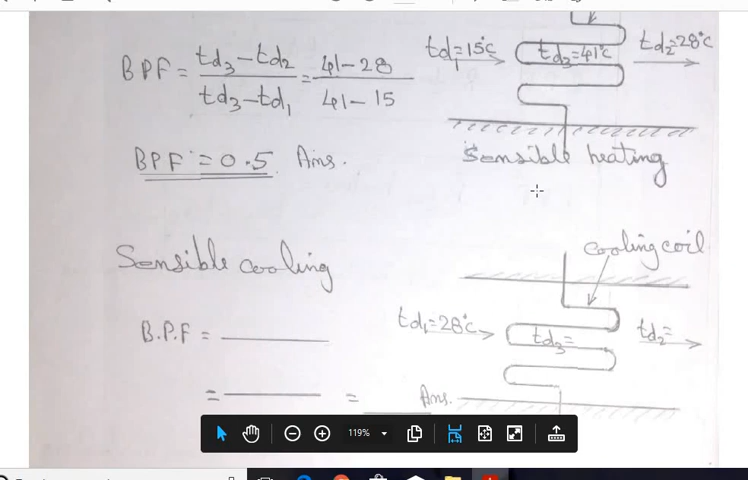 BPF = td₃-td₂ / td₃-td₁ = 41-28 / 41-15
td₁=15°c
td₃=41°c
td₂=28°c
BPF = 0.5 Ans.
Sensible heating
Sensible cooling
cooling coil
B.P.F =
td₁=28°c
td₃=
td₂=
= = Ans.
119%